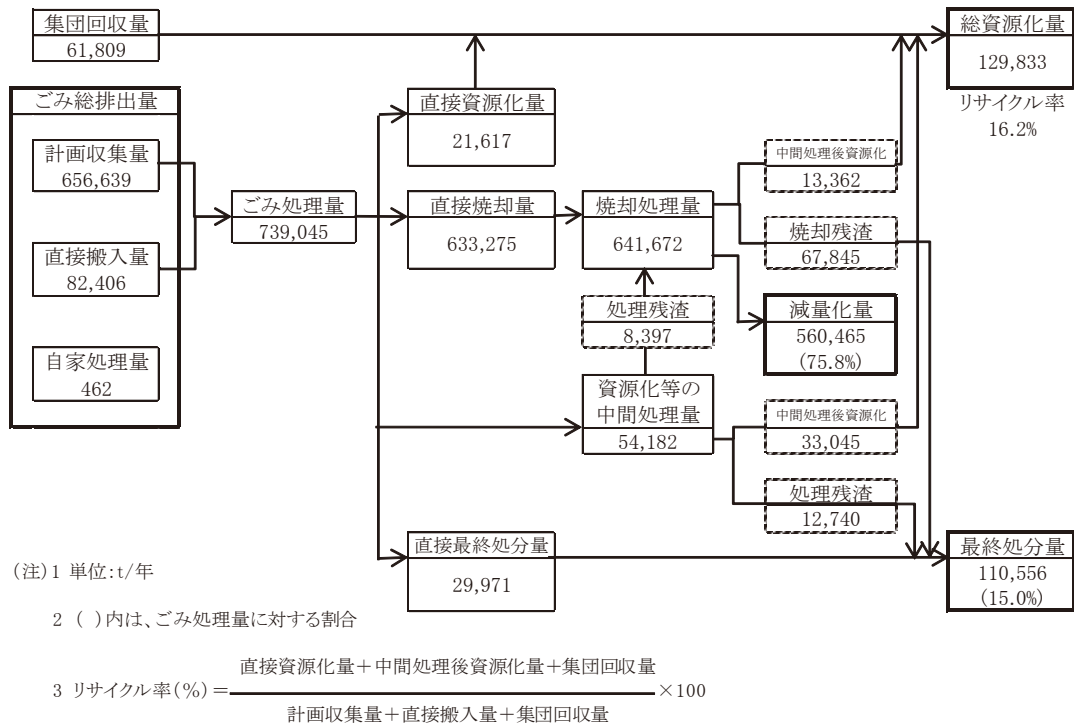 集団回収量
61,809
総資源化量
129,833
リサイクル率
16.2%
ごみ総排出量
計画収集量
656,639
直接搬入量
82,406
自家処理量
462
ごみ処理量
739,045
直接資源化量
21,617
直接焼却量
633,275
焼却処理量
641,672
中間処理後資源化
13,362
焼却残渣
67,845
処理残渣
8,397
減量化量
560,465
(75.8%)
資源化等の
中間処理量
54,182
中間処理後資源化
33,045
処理残渣
12,740
直接最終処分量
29,971
最終処分量
110,556
(15.0%)
(注)1 単位:t/年
2 ( )内は、ごみ処理量に対する割合
直接資源化量+中間処理後資源化量+集団回収量
3 リサイクル率(%)= ×100
計画収集量+直接搬入量+集団回収量